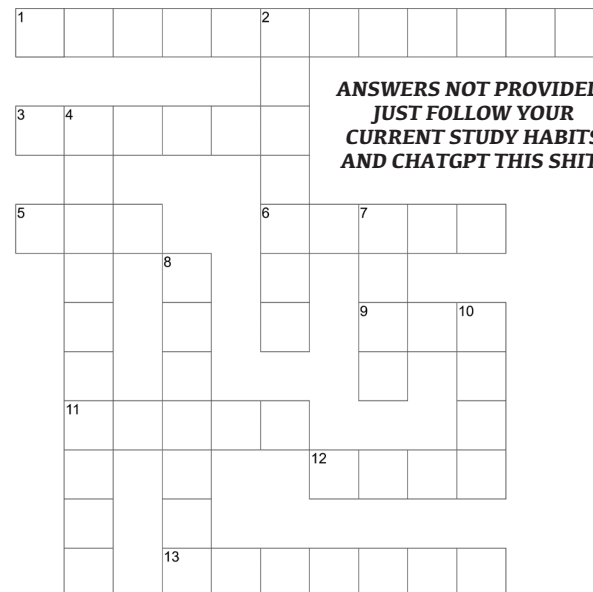 1 2
ANSWERS NOT PROVIDED
JUST FOLLOW YOUR
CURRENT STUDY HABITS
AND CHATGPT THIS SHIT
3 4
5 6 7
8
9 10
11
12
13